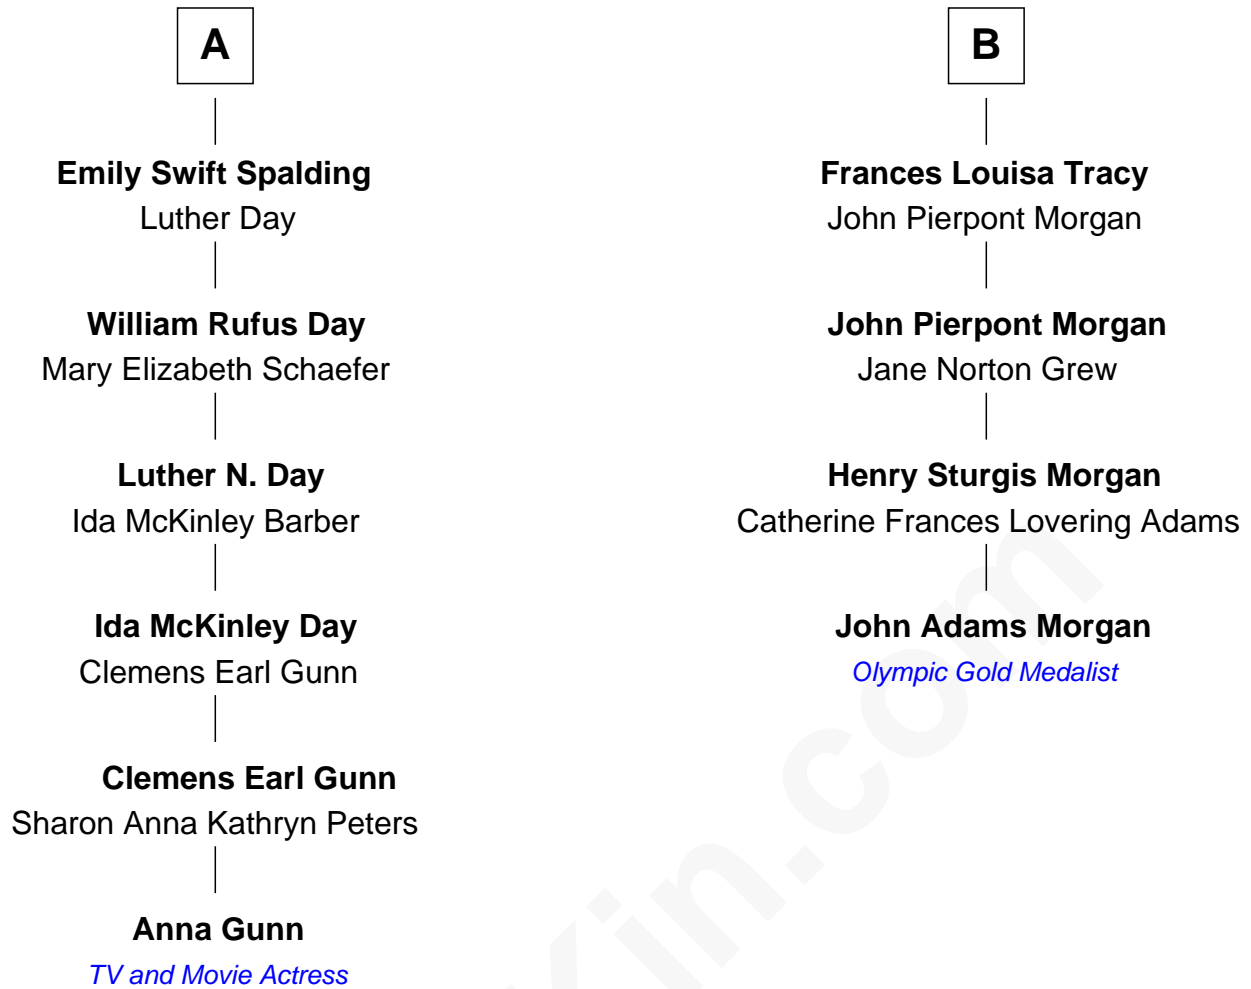 A
Emily Swift Spalding
Luther Day
William Rufus Day
Mary Elizabeth Schaefer
Luther N. Day
Ida McKinley Barber
Ida McKinley Day
Clemens Earl Gunn
Clemens Earl Gunn
Sharon Anna Kathryn Peters
Anna Gunn
TV and Movie Actress
B
Frances Louisa Tracy
John Pierpont Morgan
John Pierpont Morgan
Jane Norton Grew
Henry Sturgis Morgan
Catherine Frances Lovering Adams
John Adams Morgan
Olympic Gold Medalist
Kin.com